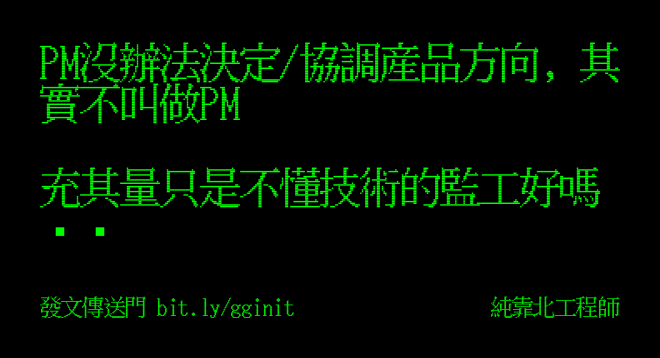 PM沒辦法決定/協調産品方向, 其
實不叫做PM
充其量只是不懂技術的監工好嗎
..
發文傳送門 bit.ly/gginit
純靠北工程師